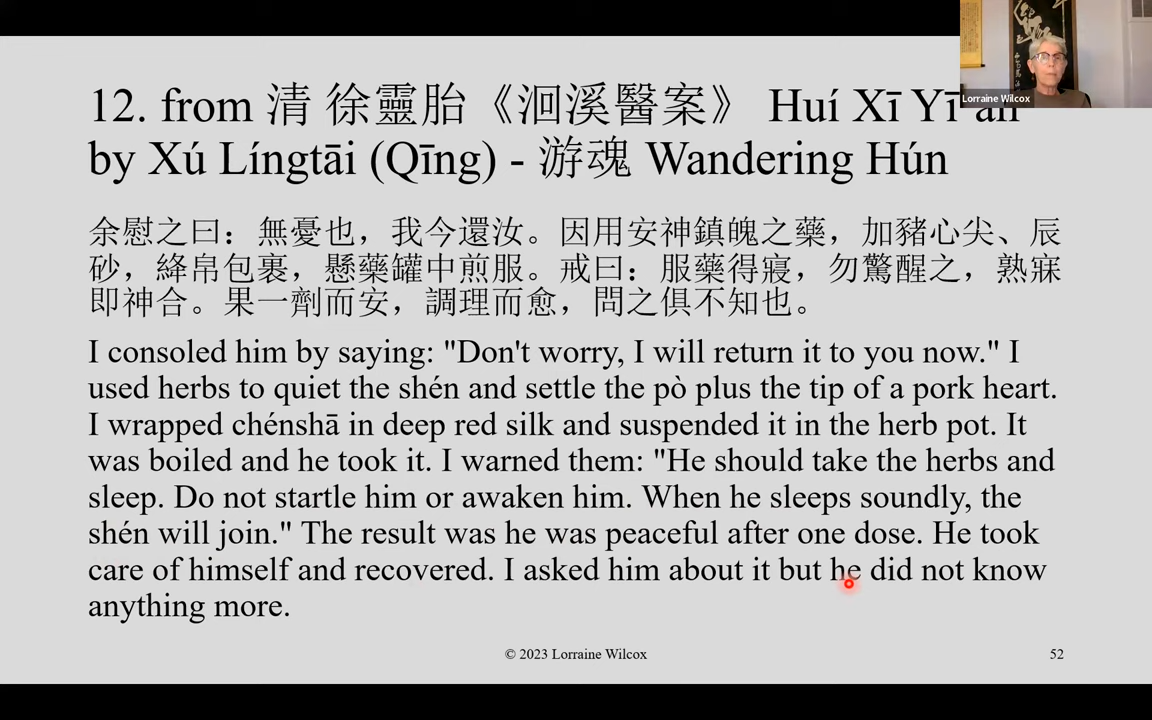 12. from 清 徐靈胎《洄溪醫案》 Huí Xī Yī àn
by Xú Língtāi (Qīng) - 游魂 Wandering Hún
余慰之曰：無憂也，我今還汝。因用安神鎮魄之藥，加豬心尖、辰
砂，絳帛包裹，懸藥罐中煎服。戒曰：服藥得寢，勿驚醒之，熟寐
即神合。果一劑而安，調理而愈，問之俱不知也。
I consoled him by saying: "Don't worry, I will return it to you now." I
used herbs to quiet the shén and settle the pò plus the tip of a pork heart.
I wrapped chénshā in deep red silk and suspended it in the herb pot. It
was boiled and he took it. I warned them: "He should take the herbs and
sleep. Do not startle him or awaken him. When he sleeps soundly, the
shén will join." The result was he was peaceful after one dose. He took
care of himself and recovered. I asked him about it but he did not know
anything more.
© 2023 Lorraine Wilcox
52
Lorraine Wilcox